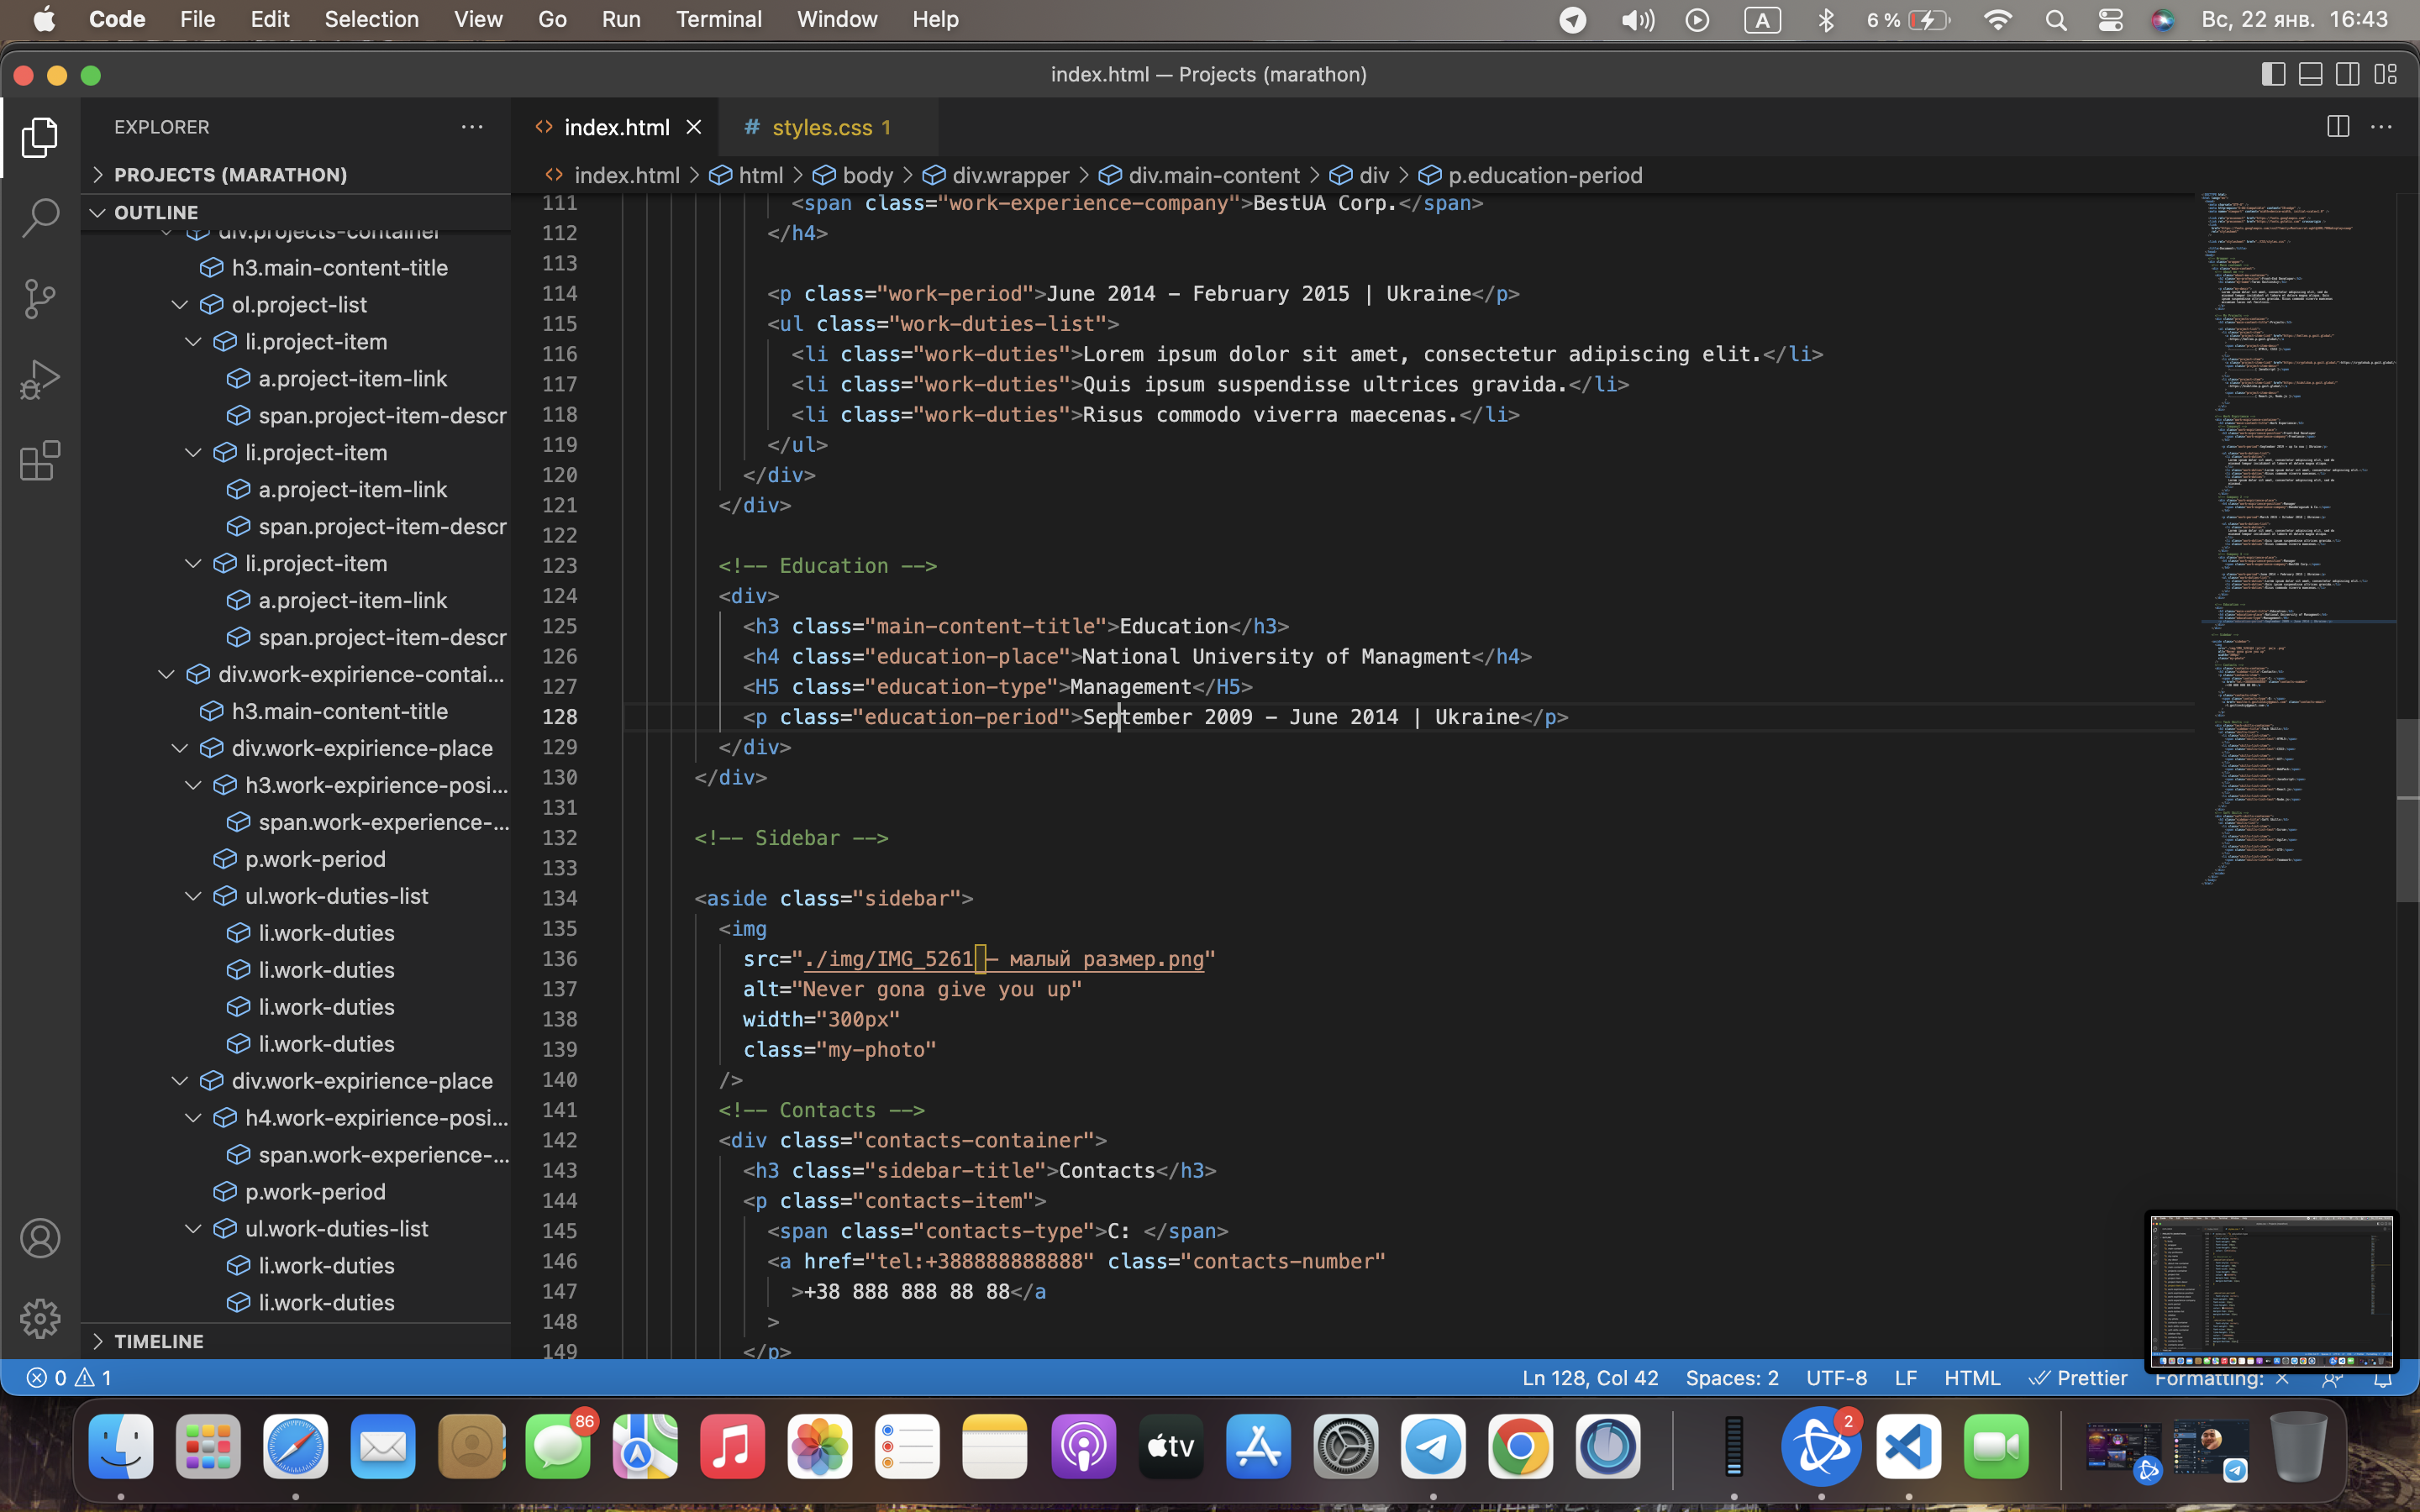 Code File Edit Selection View Go Run Terminal Window Help A 6 % Вс, 22 янв. 16:43
index.html — Projects (marathon)
EXPLORER
PROJECTS (MARATHON)
OUTLINE
div.projects-container
h3.main-content-title
ol.project-list
li.project-item
a.project-item-link
span.project-item-descr
li.project-item
a.project-item-link
span.project-item-descr
li.project-item
a.project-item-link
span.project-item-descr
div.work-expirience-contai...
h3.main-content-title
div.work-expirience-place
h3.work-expirience-posi...
span.work-experience-...
p.work-period
ul.work-duties-list
li.work-duties
li.work-duties
li.work-duties
li.work-duties
div.work-expirience-place
h4.work-expirience-posi...
span.work-experience-...
p.work-period
ul.work-duties-list
li.work-duties
li.work-duties
TIMELINE
index.html # styles.css 1
index.html > html > body > div.wrapper > div.main-content > div > p.education-period
111 <span class="work-experience-company">BestUA Corp.</span>
112 </h4>
113
114 <p class="work-period">June 2014 – February 2015 | Ukraine</p>
115 <ul class="work-duties-list">
116 <li class="work-duties">Lorem ipsum dolor sit amet, consectetur adipiscing elit.</li>
117 <li class="work-duties">Quis ipsum suspendisse ultrices gravida.</li>
118 <li class="work-duties">Risus commodo viverra maecenas.</li>
119 </ul>
120 </div>
121 </div>
122
123 <!-- Education -->
124 <div>
125 <h3 class="main-content-title">Education</h3>
126 <h4 class="education-place">National University of Managment</h4>
127 <H5 class="education-type">Management</H5>
128 <p class="education-period">September 2009 – June 2014 | Ukraine</p>
129 </div>
130 </div>
131
132 <!-- Sidebar -->
133
134 <aside class="sidebar">
135 <img
136 src="./img/IMG_5261 — малый размер.png"
137 alt="Never gona give you up"
138 width="300px"
139 class="my-photo"
140 />
141 <!-- Contacts -->
142 <div class="contacts-container">
143 <h3 class="sidebar-title">Contacts</h3>
144 <p class="contacts-item">
145 <span class="contacts-type">C: </span>
146 <a href="tel:+388888888888" class="contacts-number"
147 >+38 888 888 88 88</a
148 >
149 </p>
0 1 Ln 128, Col 42 Spaces: 2 UTF-8 LF HTML Prettier Formatting: ×
86 tv 2